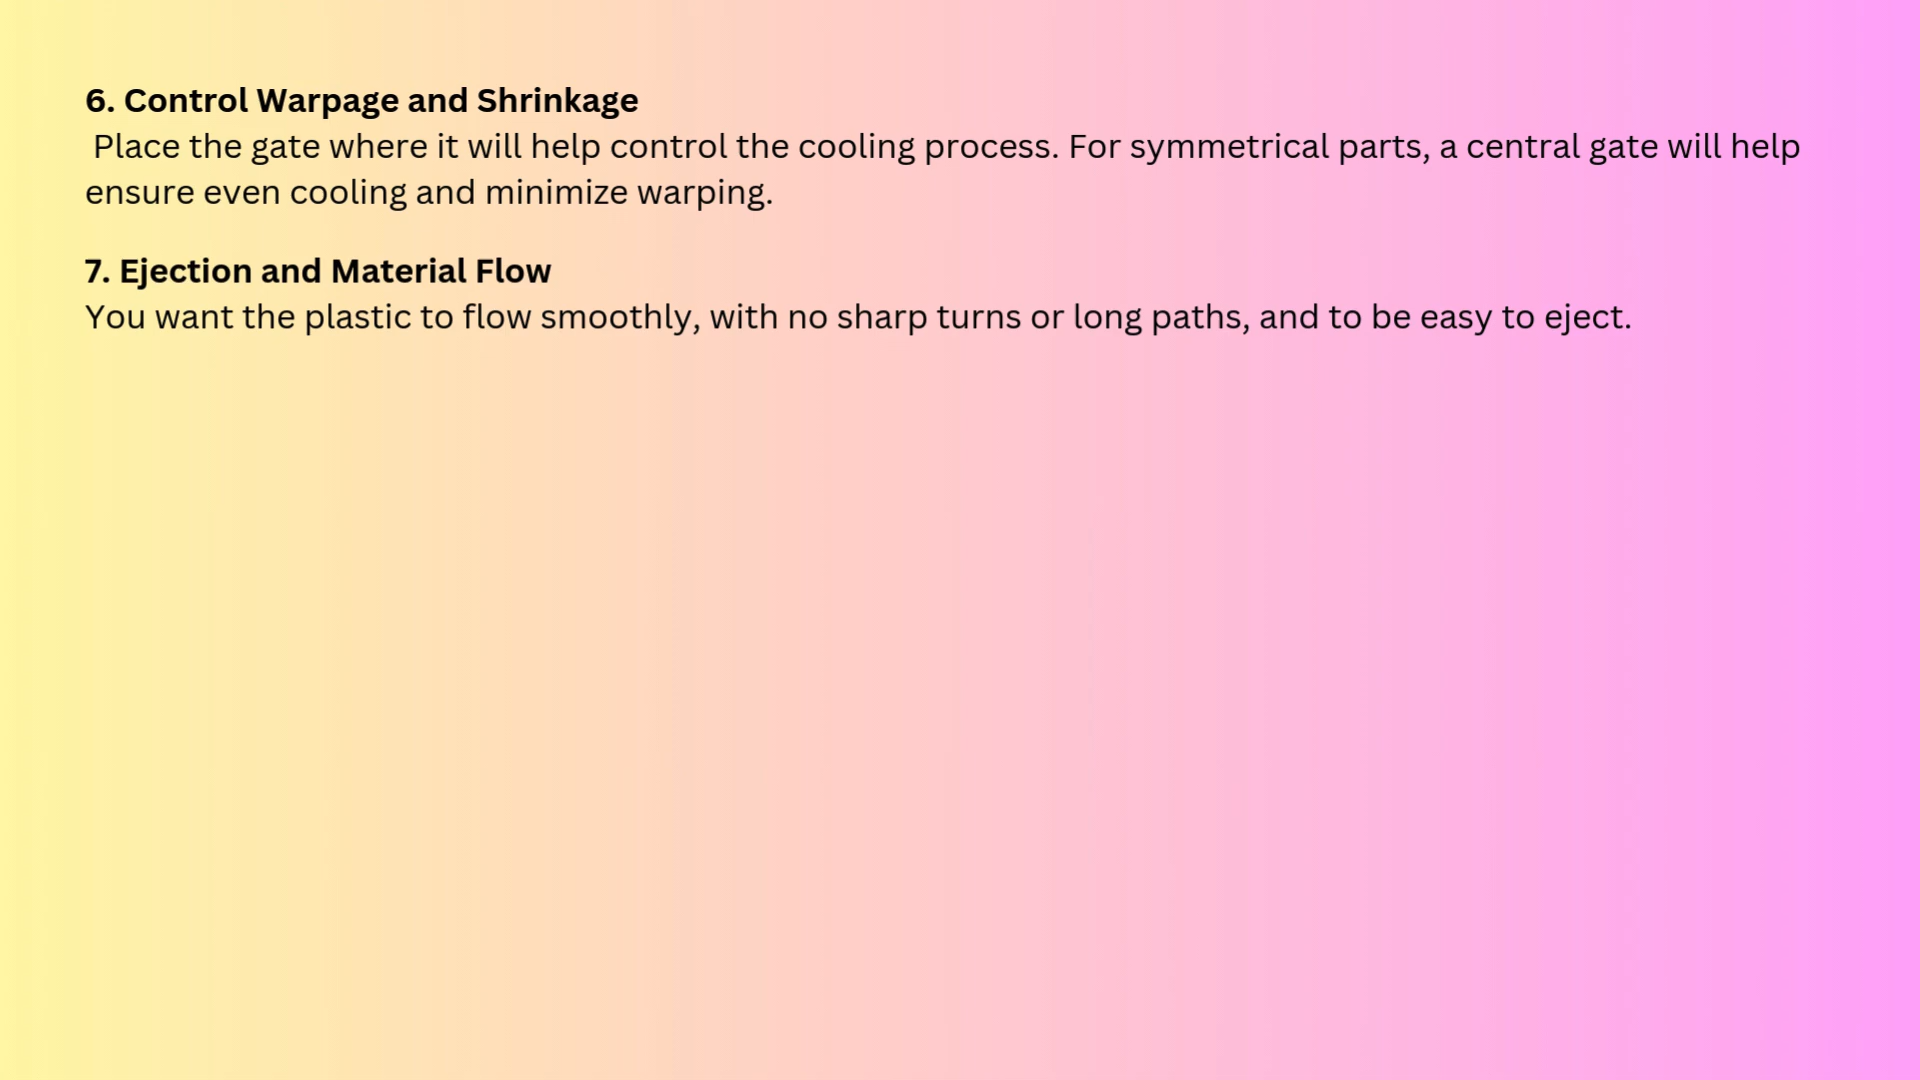 6. Control Warpage and Shrinkage
Place the gate where it will help control the cooling process. For symmetrical parts, a central gate will help
ensure even cooling and minimize warping.
7. Ejection and Material Flow
You want the plastic to flow smoothly, with no sharp turns or long paths, and to be easy to eject.